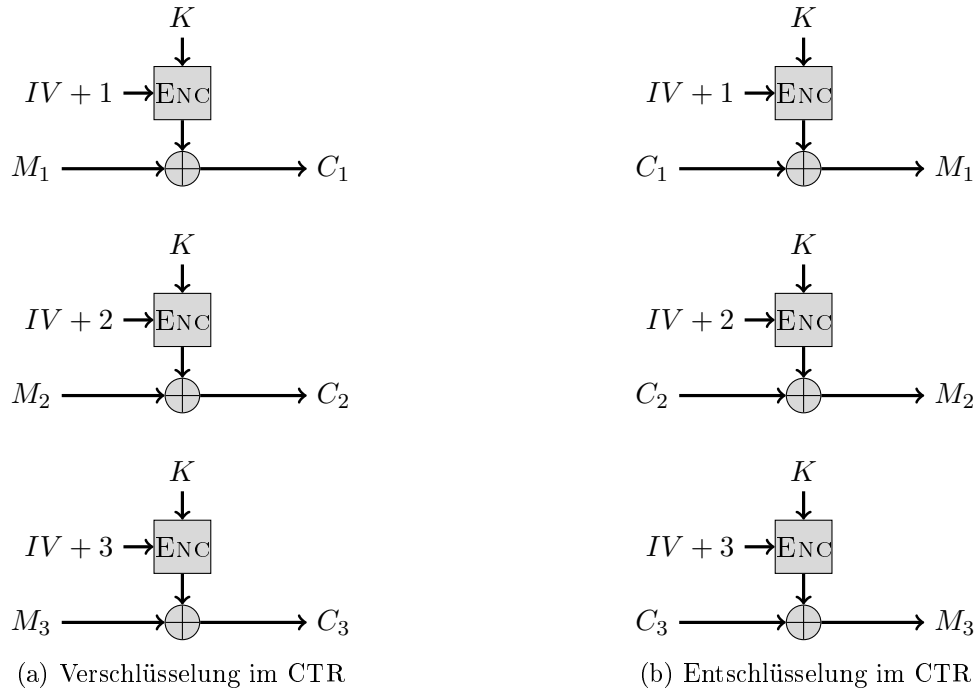 K K
IV + 1 ENC IV + 1 ENC
M₁ C₁ C₁ M₁
K K
IV + 2 ENC IV + 2 ENC
M₂ C₂ C₂ M₂
K K
IV + 3 ENC IV + 3 ENC
M₃ C₃ C₃ M₃
(a) Verschlüsselung im CTR (b) Entschlüsselung im CTR